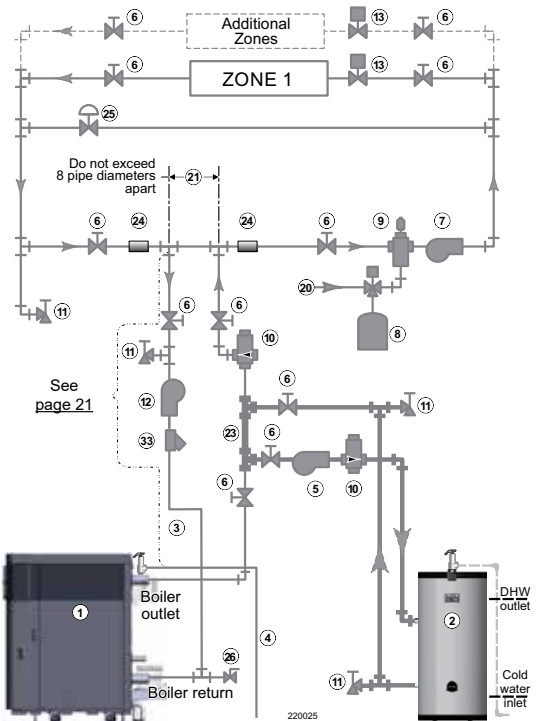 6
Additional
Zones
13
6
6
ZONE 1
13
6
25
Do not exceed
8 pipe diameters
apart
21
6
24
24
6
9
7
20
8
11
6
6
11
10
See
page 21
12
6
11
33
23
6
5
10
6
3
Boiler
outlet
1
4
2
DHW
outlet
26
Boiler return
11
Cold
water
inlet
220025